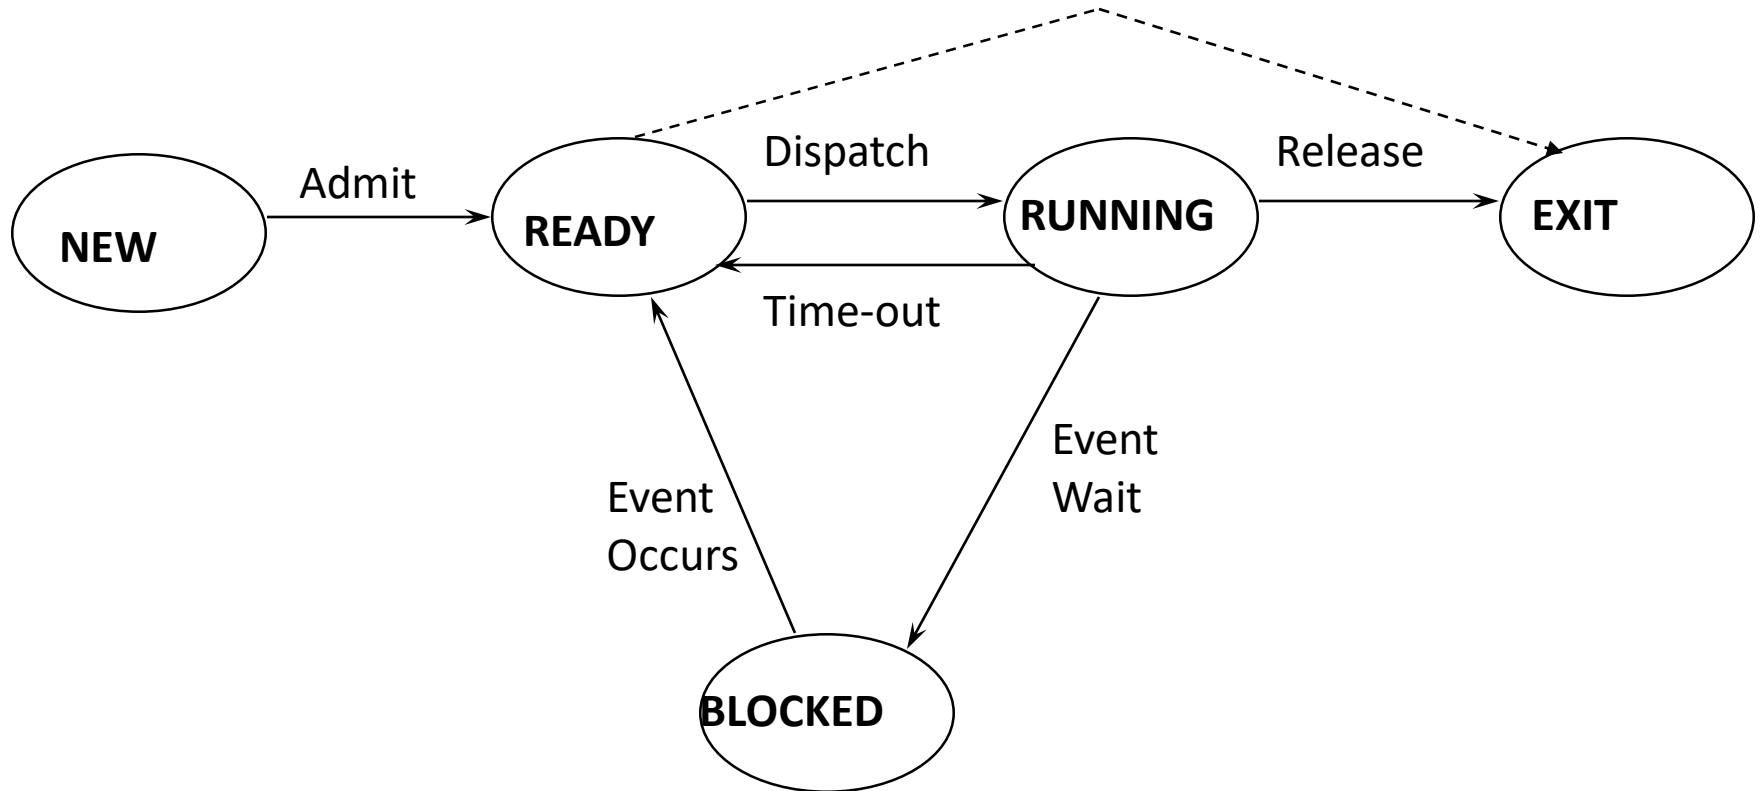 Dispatch
Release
Admit
NEW
READY
RUNNING
EXIT
Time-out
Event
Wait
Event
Occurs
BLOCKED